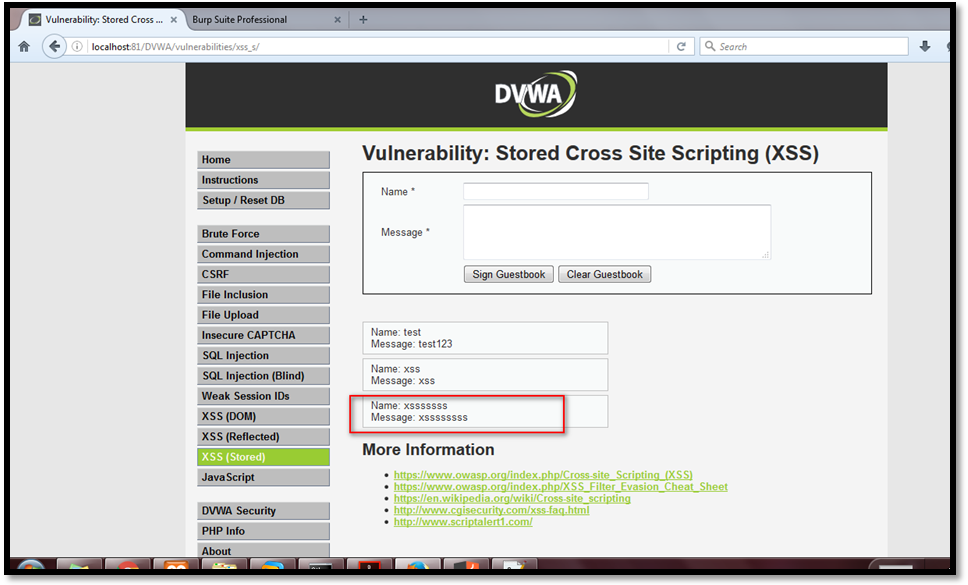 Vulnerability: Stored Cross ...
Burp Suite Professional
localhost:81/DVWA/vulnerabilities/xss_s/
Search
DVWA
Home
Instructions
Setup / Reset DB
Brute Force
Command Injection
CSRF
File Inclusion
File Upload
Insecure CAPTCHA
SQL Injection
SQL Injection (Blind)
Weak Session IDs
XSS (DOM)
XSS (Reflected)
XSS (Stored)
JavaScript
DVWA Security
PHP Info
About
Vulnerability: Stored Cross Site Scripting (XSS)
Name *
Message *
Sign Guestbook
Clear Guestbook
Name: test
Message: test123
Name: xss
Message: xss
Name: xsssssss
Message: xssssssss
More Information
https://www.owasp.org/index.php/Cross-site_Scripting_(XSS)
https://www.owasp.org/index.php/XSS_Filter_Evasion_Cheat_Sheet
https://en.wikipedia.org/wiki/Cross-site_scripting
http://www.cgisecurity.com/xss-faq.html
http://www.scriptalert1.com/